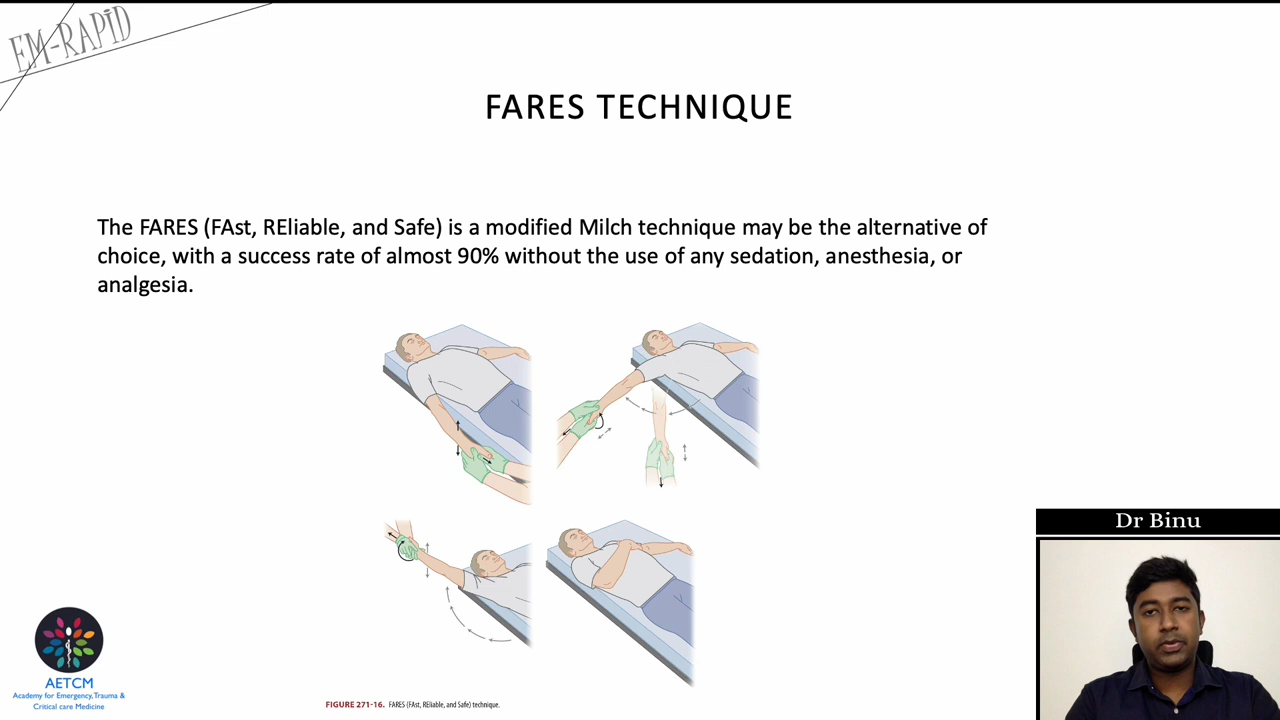 EM-RAPID
FARES TECHNIQUE
The FARES (FAst, REliable, and Safe) is a modified Milch technique may be the alternative of
choice, with a success rate of almost 90% without the use of any sedation, anesthesia, or
analgesia.
Dr Binu
AETCM
Academy for Emergency,Trauma &
Critical care Medicine
FIGURE 271-16. FARES (FAst, REliable, and Safe) technique.